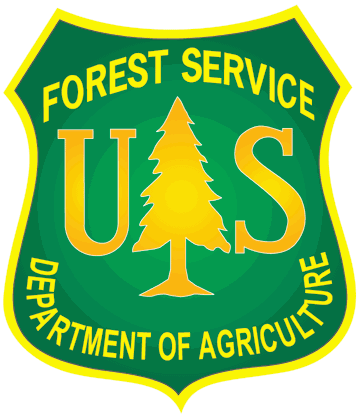 FOREST SERVICE
U S
DEPARTMENT OF AGRICULTURE